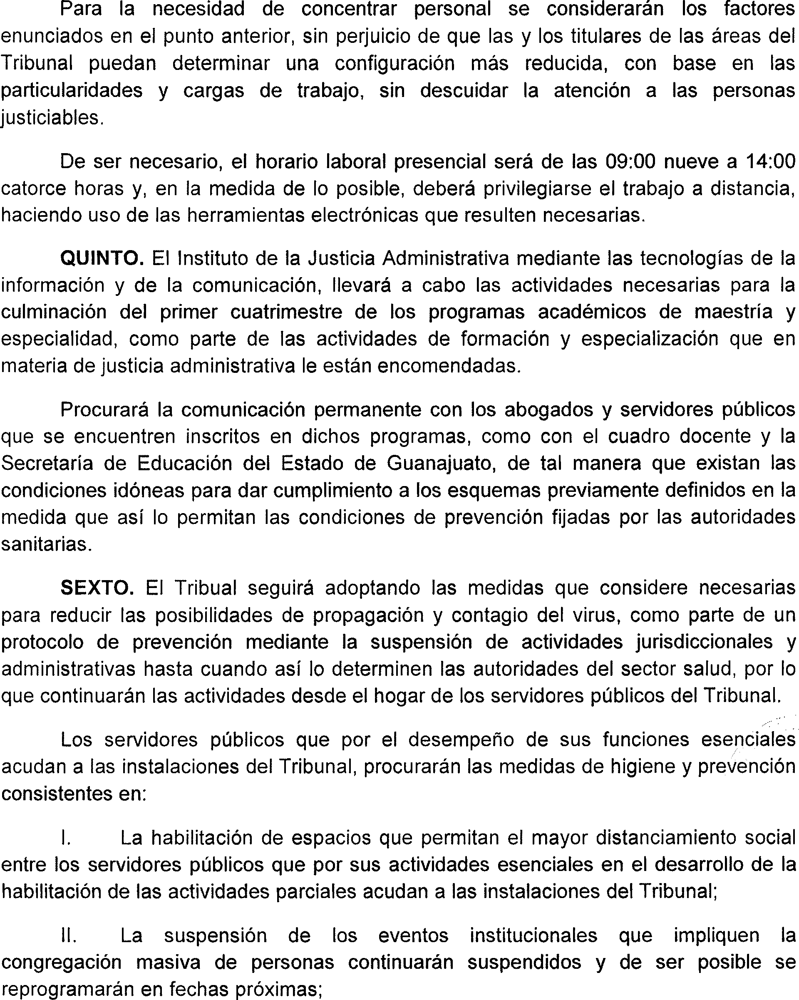 Para la necesidad de concentrar personal se considerarán los factores
enunciados en el punto anterior, sin perjuicio de que las y los titulares de las áreas del
Tribunal puedan determinar una configuración más reducida, con base en las
particularidades y cargas de trabajo, sin descuidar la atención a las personas
justiciables.
De ser necesario, el horario laboral presencial será de las 09:00 nueve a 14:00
catorce horas y, en la medida de lo posible, deberá privilegiarse el trabajo a distancia,
haciendo uso de las herramientas electrónicas que resulten necesarias.
QUINTO. El Instituto de la Justicia Administrativa mediante las tecnologías de la
información y de la comunicación, llevará a cabo las actividades necesarias para la
culminación del primer cuatrimestre de los programas académicos de maestría y
especialidad, como parte de las actividades de formación y especialización que en
materia de justicia administrativa le están encomendadas.
Procurará la comunicación permanente con los abogados y servidores públicos
que se encuentren inscritos en dichos programas, como con el cuadro docente y la
Secretaría de Educación del Estado de Guanajuato, de tal manera que existan las
condiciones idóneas para dar cumplimiento a los esquemas previamente definidos en la
medida que así lo permitan las condiciones de prevención fijadas por las autoridades
sanitarias.
SEXTO. El Tribual seguirá adoptando las medidas que considere necesarias
para reducir las posibilidades de propagación y contagio del virus, como parte de un
protocolo de prevención mediante la suspensión de actividades jurisdiccionales y
administrativas hasta cuando así lo determinen las autoridades del sector salud, por lo
que continuarán las actividades desde el hogar de los servidores públicos del Tribunal.
Los servidores públicos que por el desempeño de sus funciones esenciales
acudan a las instalaciones del Tribunal, procurarán las medidas de higiene y prevención
consistentes en:
I. La habilitación de espacios que permitan el mayor distanciamiento social
entre los servidores públicos que por sus actividades esenciales en el desarrollo de la
habilitación de las actividades parciales acudan a las instalaciones del Tribunal;
II. La suspensión de los eventos institucionales que impliquen la
congregación masiva de personas continuarán suspendidos y de ser posible se
reprogramarán en fechas próximas;